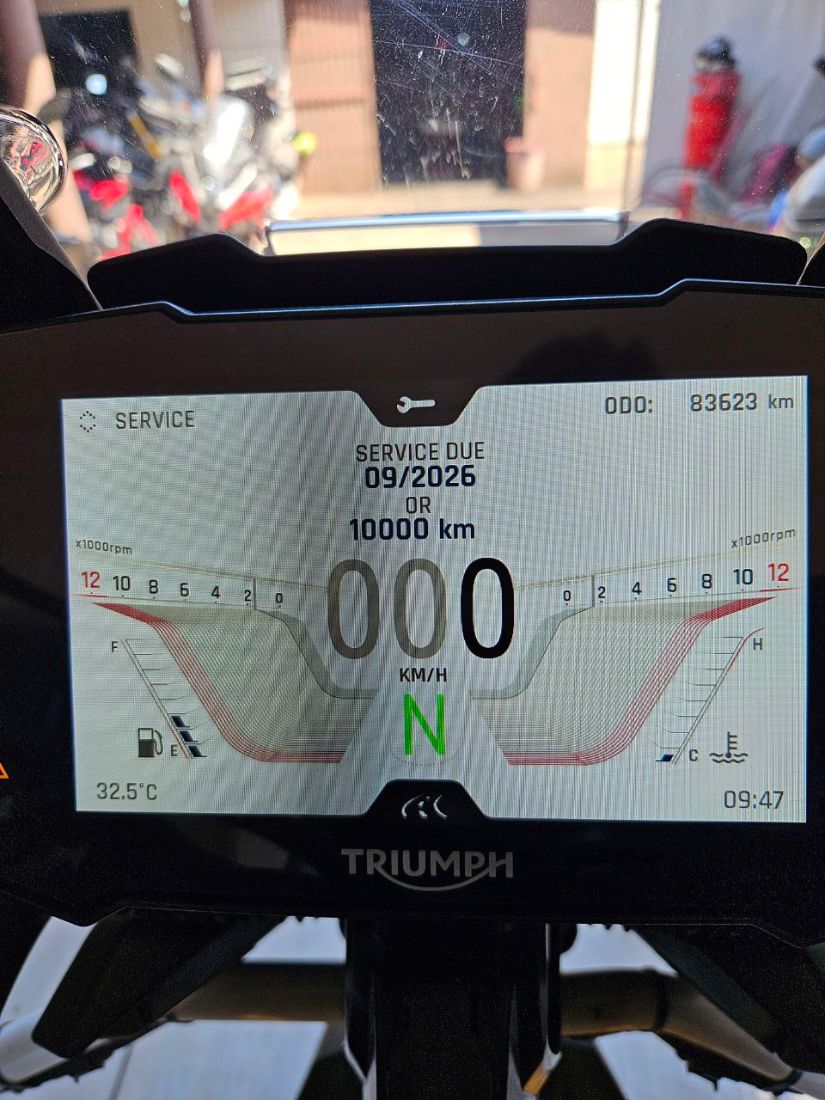 SERVICE
ODO: 83623 km
SERVICE DUE
09/2026
OR
10000 km
x1000rpm
x1000rpm
12 10 8 6 4 2 0
0 2 4 6 8 10 12
000
KM/H
N
F
E
H
C
32.5°C
09:47
TRIUMPH